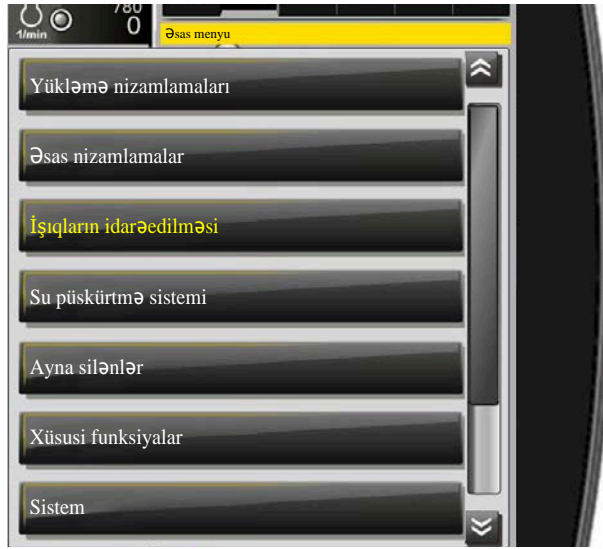 780
1/min 0
Əsas menyu
Yükləmə nizamlamaları
Əsas nizamlamalar
İşıqların idarəedilməsi
Su püskürtmə sistemi
Ayna silənlər
Xüsusi funksiyalar
Sistem